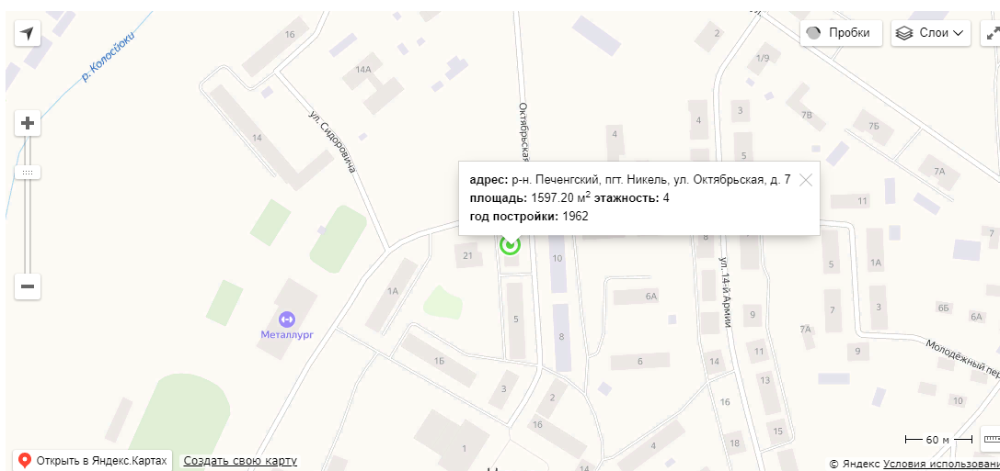 р. Колосйоки
16
14А
14
ул. Сидоровича
Октябрьская
2
1/9
Пробки
Слои
4
4
3
7В
7Б
7А
11
адрес: р-н. Печенгский, пгт. Никель, ул. Октябрьская, д. 7
площадь: 1597.20 м2 этажность: 4
год постройки: 1962
21
10
8
5
1А
1А
5
6А
ул. 14-й Армии
9
7
3
6Б
6А
7А
Металлург
8
6
14
11
9
Молодёжный пер
1Б
3
2
13
10
16
15
16
1
4
18
60 м
Открыть в Яндекс.Картах
Создать свою карту
© Яндекс Условия использовани